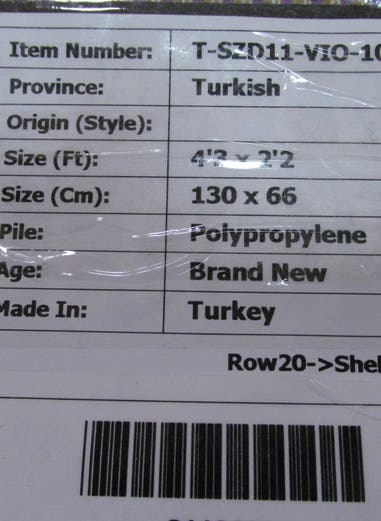 Item Number: T-SZD11-VIO-10
Province: Turkish
Origin (Style):
Size (Ft): 4'3 x 2'2
Size (Cm): 130 x 66
Pile: Polypropylene
Age: Brand New
Made In: Turkey
Row20->Shel